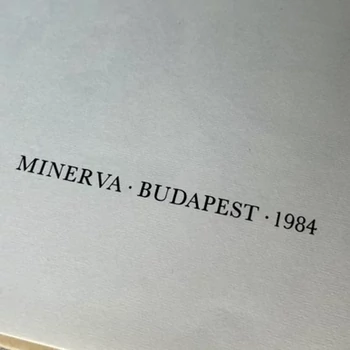 MINERVA · BUDAPEST · 1984